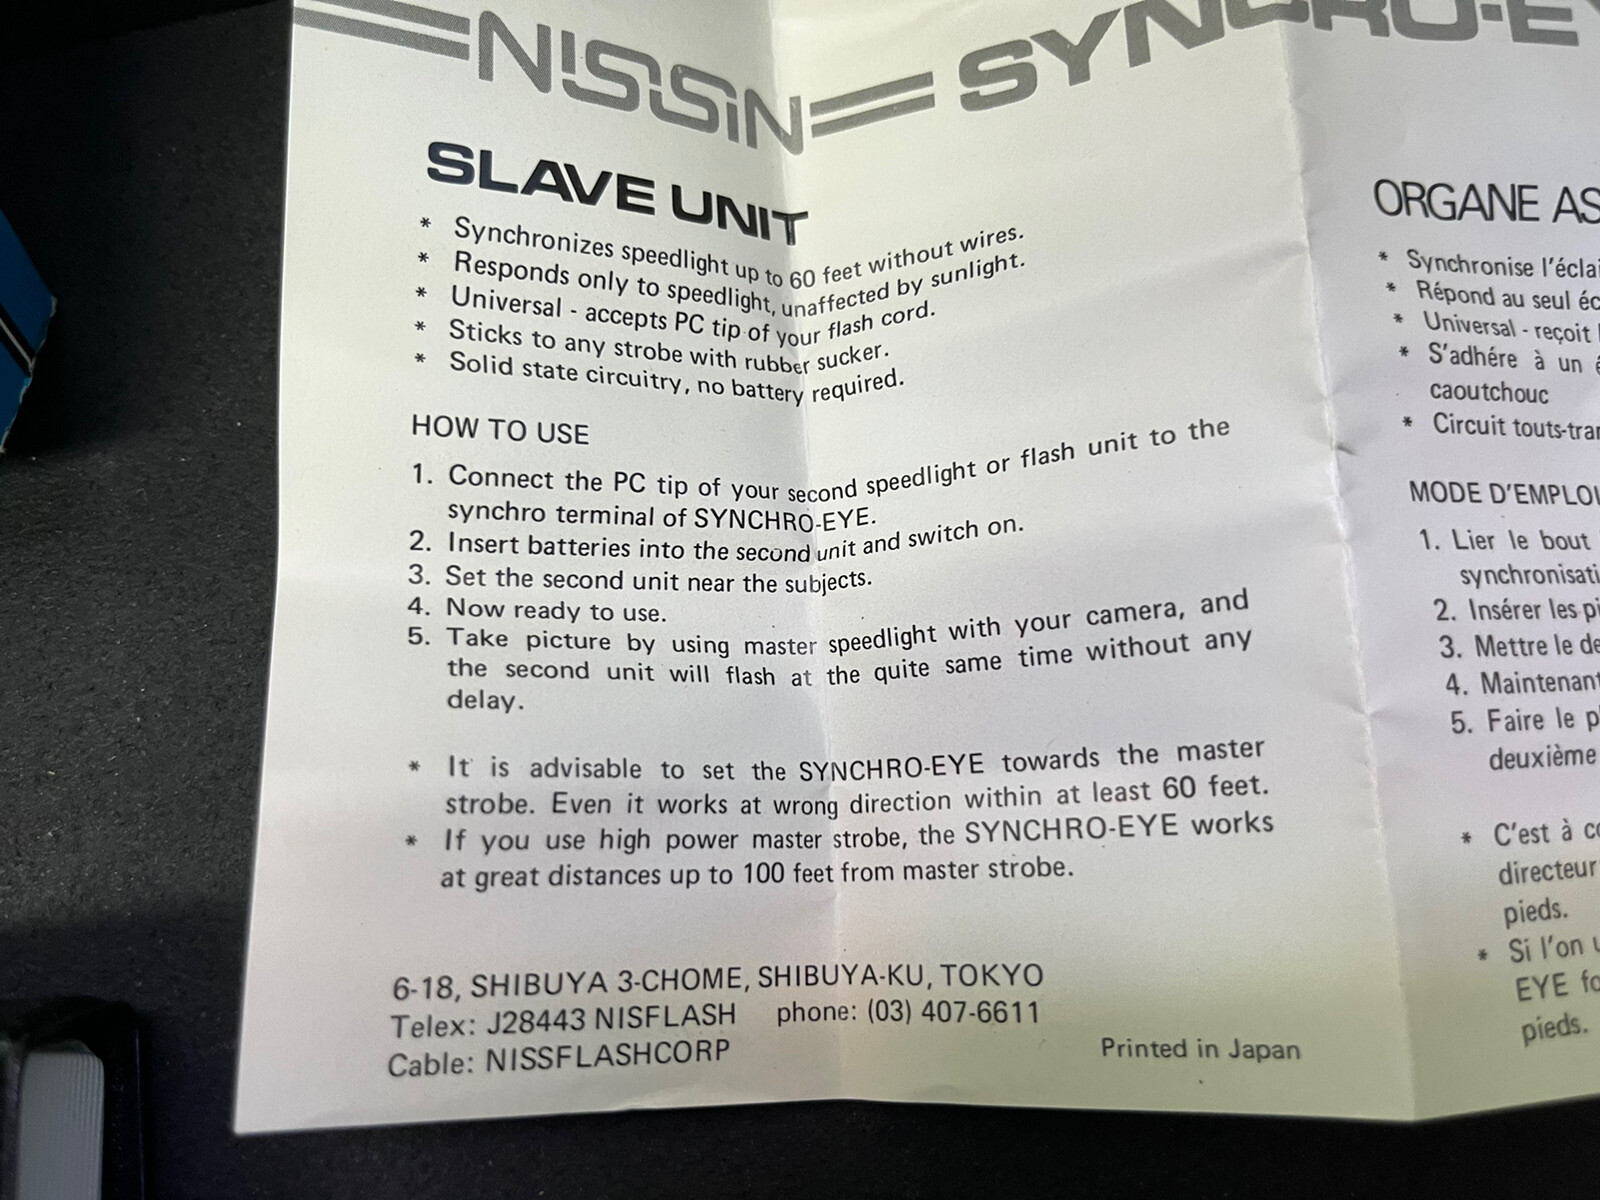 NISSIN SYNCHRO-E
SLAVE UNIT
* Synchronizes speedlight up to 60 feet without wires.
* Responds only to speedlight, unaffected by sunlight.
* Universal - accepts PC tip of your flash cord.
* Sticks to any strobe with rubber sucker.
* Solid state circuitry, no battery required.
HOW TO USE
1. Connect the PC tip of your second speedlight or flash unit to the
synchro terminal of SYNCHRO-EYE.
2. Insert batteries into the second unit and switch on.
3. Set the second unit near the subjects.
4. Now ready to use.
5. Take picture by using master speedlight with your camera, and
the second unit will flash at the quite same time without any
delay.
* It is advisable to set the SYNCHRO-EYE towards the master
strobe. Even it works at wrong direction within at least 60 feet.
* If you use high power master strobe, the SYNCHRO-EYE works
at great distances up to 100 feet from master strobe.
6-18, SHIBUYA 3-CHOME, SHIBUYA-KU, TOKYO
Telex: J28443 NISFLASH phone: (03) 407-6611
Cable: NISSFLASHCORP
Printed in Japan
ORGANE AS
* Synchronise l'éclai
* Répond au seul éc
* Universal - reçoit
* S'adhére à un
caoutchouc
* Circuit touts-tran
MODE D'EMPLOI
1. Lier le bout
synchronisati
2. Insérer les pi
3. Mettre le de
4. Maintenant
5. Faire le p
deuxième
* C'est à co
directeur
pieds.
* Si l'on u
EYE fo
pieds.